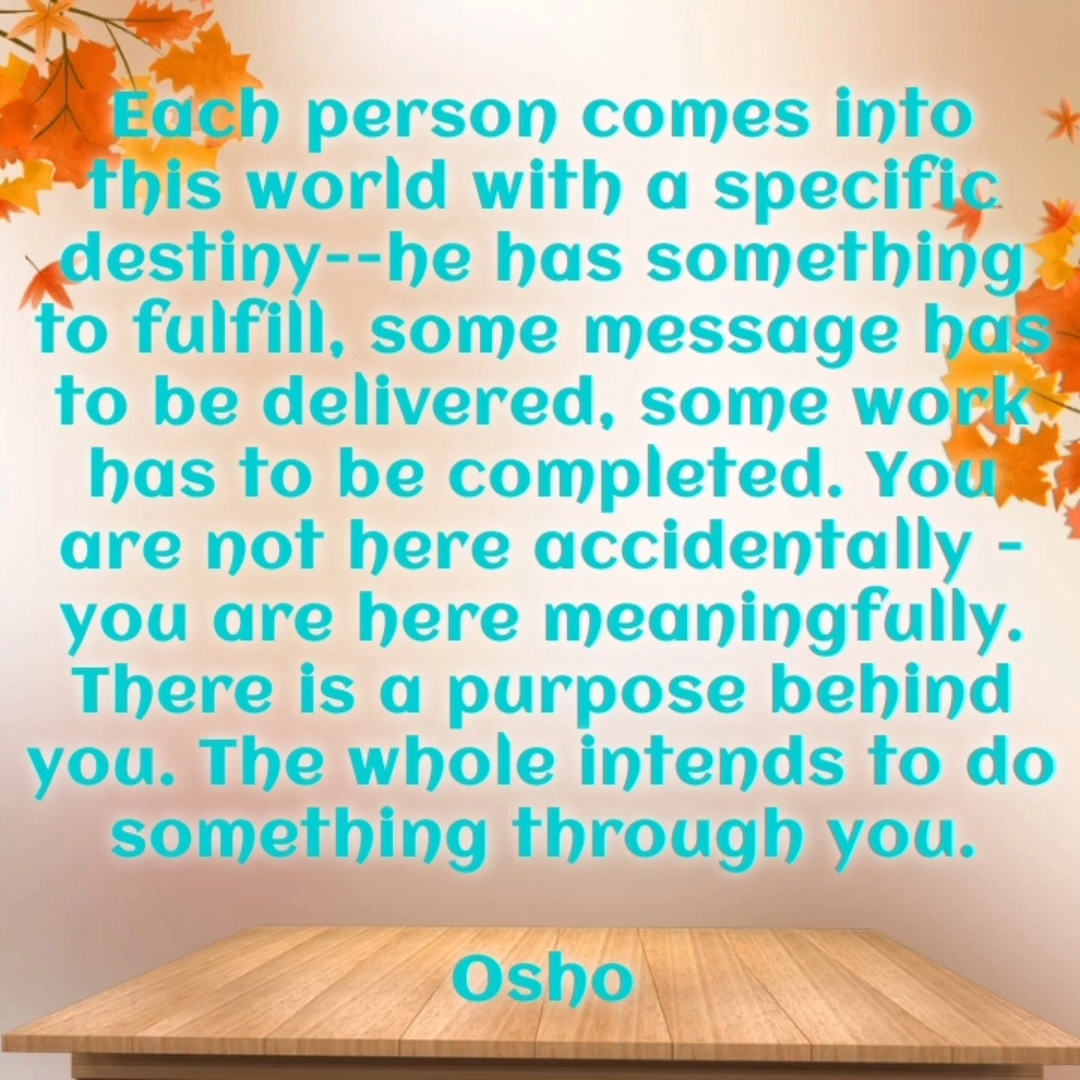 Each person comes into
this world with a specific
destiny--he has something
to fulfill, some message has
to be delivered, some work
has to be completed. You
are not here accidentally -
you are here meaningfully.
There is a purpose behind
you. The whole intends to do
something through you.
Osho